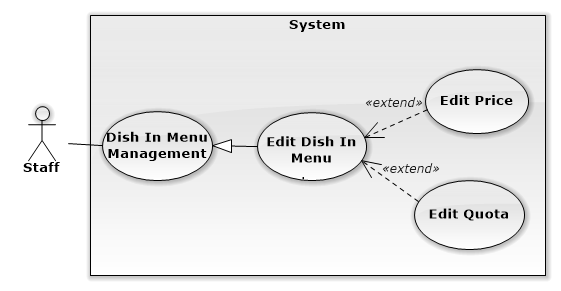 System
«extend»
Edit Price
Dish In Menu
Management
Edit Dish In
Menu
.
Staff
«extend»
Edit Quota